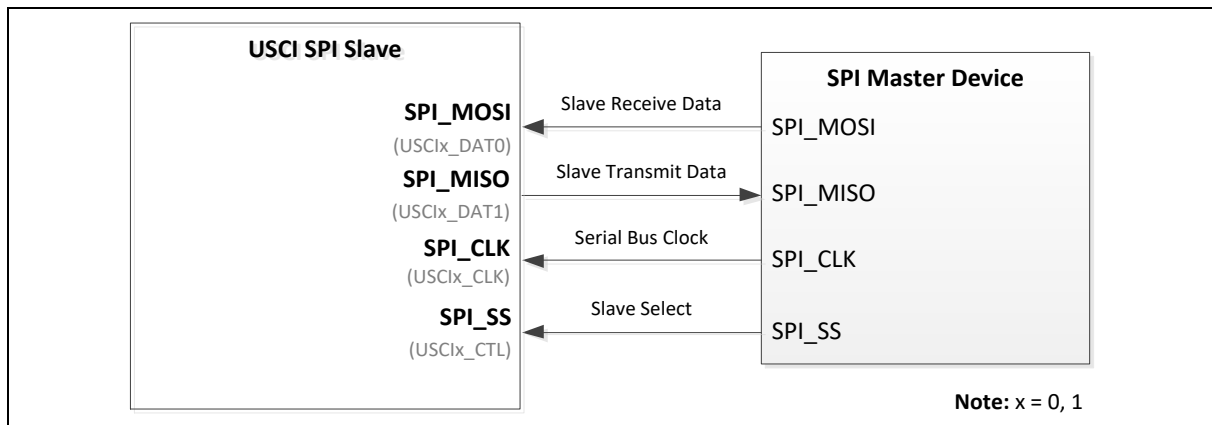 USCI SPI Slave
SPI_MOSI
(USCIx_DAT0)
SPI_MISO
(USCIx_DAT1)
SPI_CLK
(USCIx_CLK)
SPI_SS
(USCIx_CTL)
Slave Receive Data
Slave Transmit Data
Serial Bus Clock
Slave Select
SPI Master Device
SPI_MOSI
SPI_MISO
SPI_CLK
SPI_SS
Note: x = 0, 1